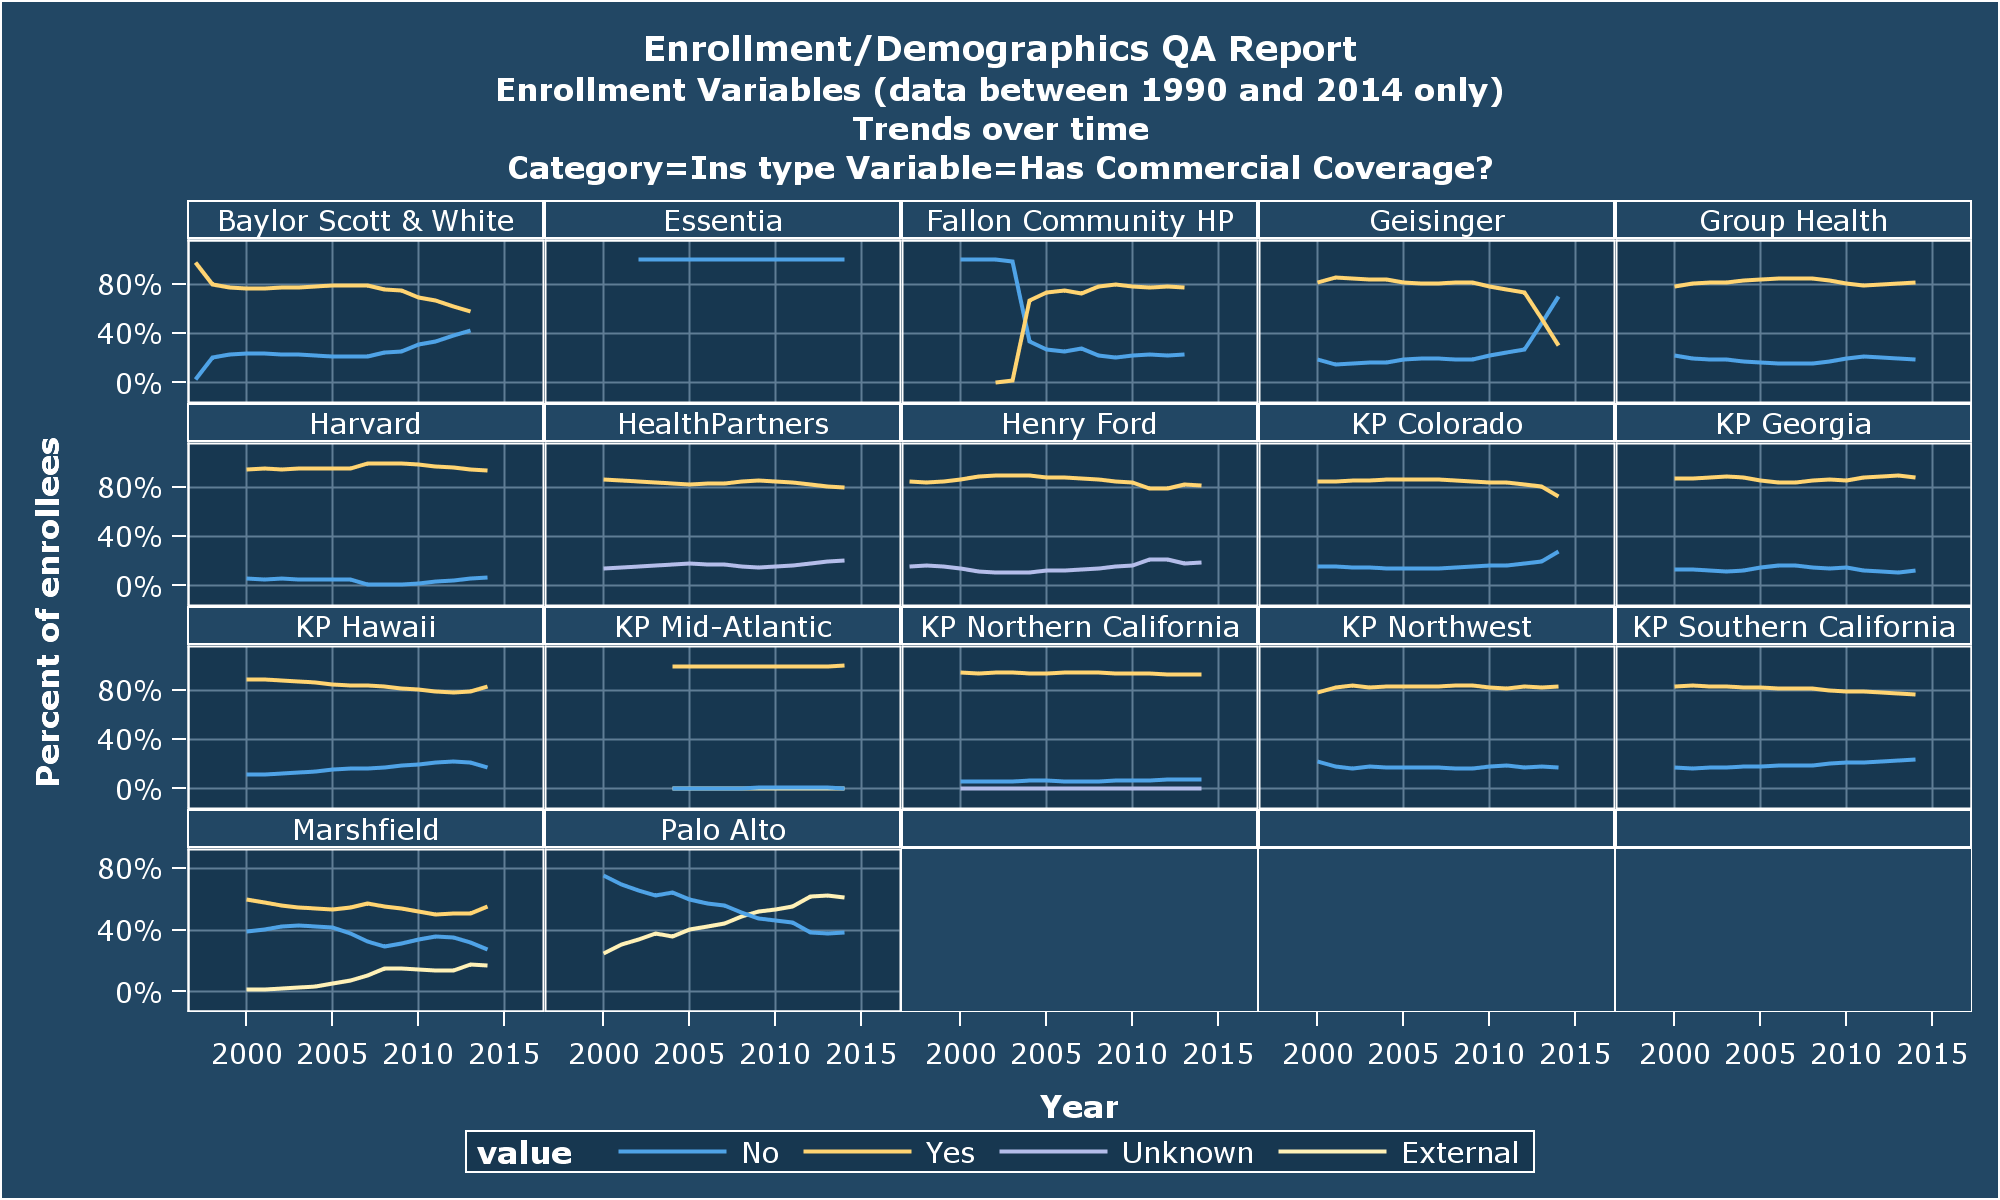 Enrollment/Demographics QA Report
Enrollment Variables (data between 1990 and 2014 only)
Trends over time
Category=Ins type Variable=Has Commercial Coverage?
Baylor Scott & White Essentia Fallon Community HP Geisinger Group Health
80%
40%
0%
Harvard HealthPartners Henry Ford KP Colorado KP Georgia
80%
40%
0%
KP Hawaii KP Mid-Atlantic KP Northern California KP Northwest KP Southern California
80%
40%
0%
Marshfield Palo Alto
80%
40%
0%
Percent of enrollees
2000 2005 2010 2015 2000 2005 2010 2015 2000 2005 2010 2015 2000 2005 2010 2015 2000 2005 2010 2015
Year
value No Yes Unknown External